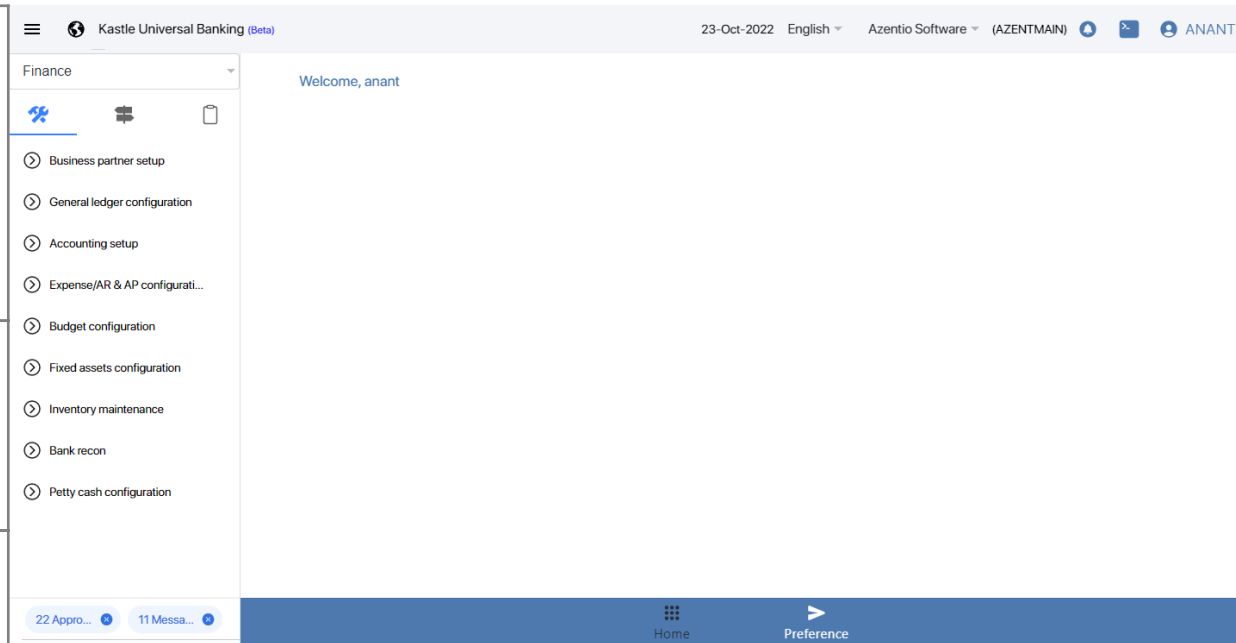 Kastle Universal Banking (Beta)
23-Oct-2022 English Azentio Software (AZENTMAIN) ANANT
Finance
Welcome, anant
Business partner setup
General ledger configuration
Accounting setup
Expense/AR & AP configurati...
Budget configuration
Fixed assets configuration
Inventory maintenance
Bank recon
Petty cash configuration
22 Appro... 11 Messa...
Home Preference